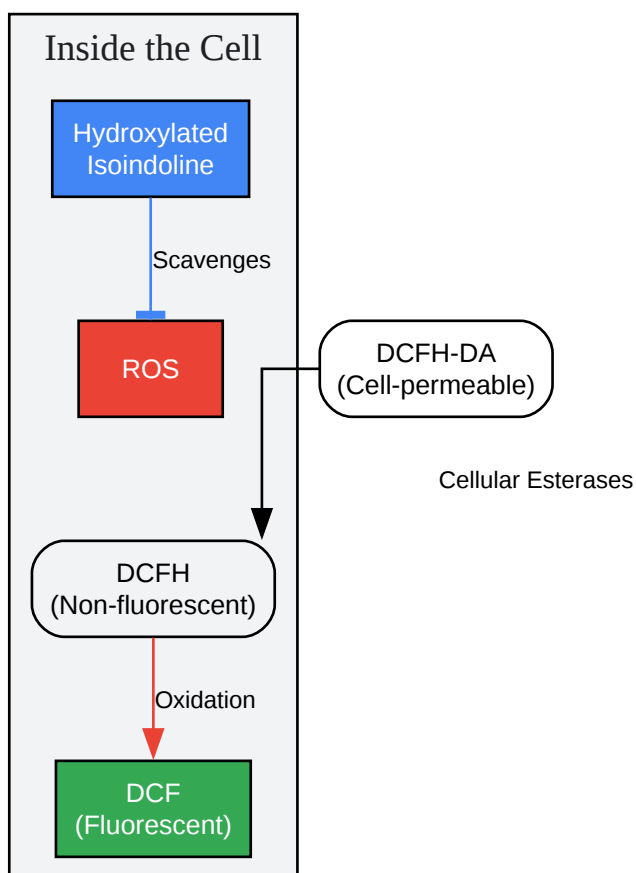 Inside the Cell
Hydroxylated
Isoindoline
Scavenges
ROS
DCFH-DA
(Cell-permeable)
Cellular Esterases
DCFH
(Non-fluorescent)
Oxidation
DCF
(Fluorescent)